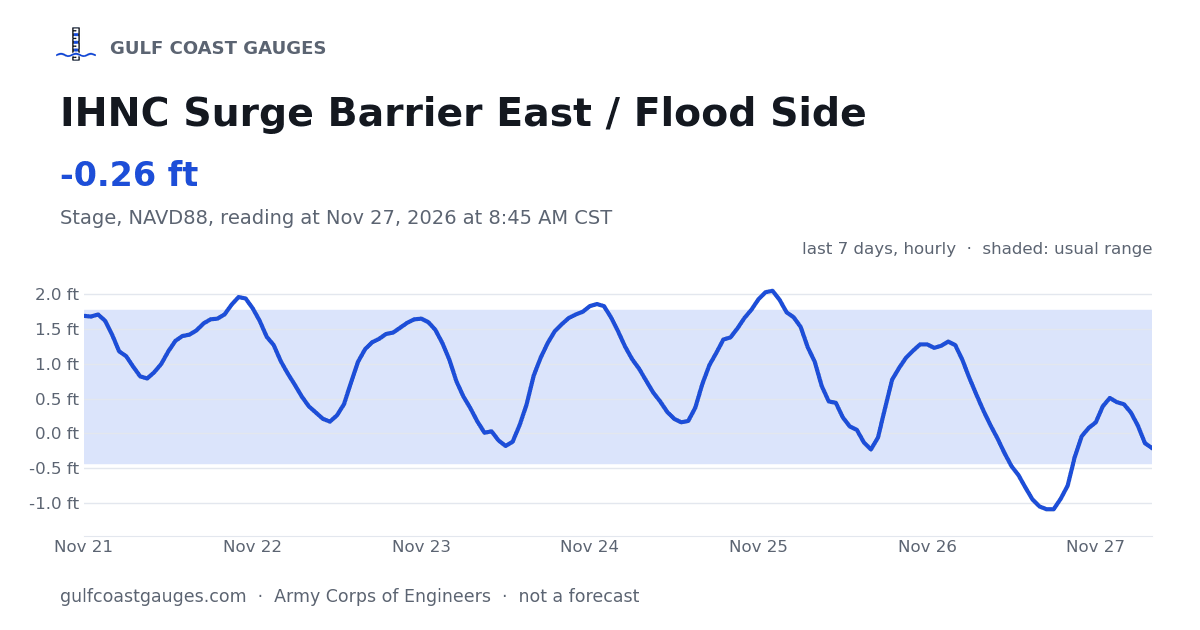 GULF COAST GAUGES
IHNC Surge Barrier East / Flood Side
-0.26 ft
Stage, NAVD88, reading at Nov 27, 2026 at 8:45 AM CST
last 7 days, hourly · shaded: usual range
2.0 ft
1.5 ft
1.0 ft
0.5 ft
0.0 ft
-0.5 ft
-1.0 ft
Nov 21 Nov 22 Nov 23 Nov 24 Nov 25 Nov 26 Nov 27
gulfcoastgauges.com · Army Corps of Engineers · not a forecast